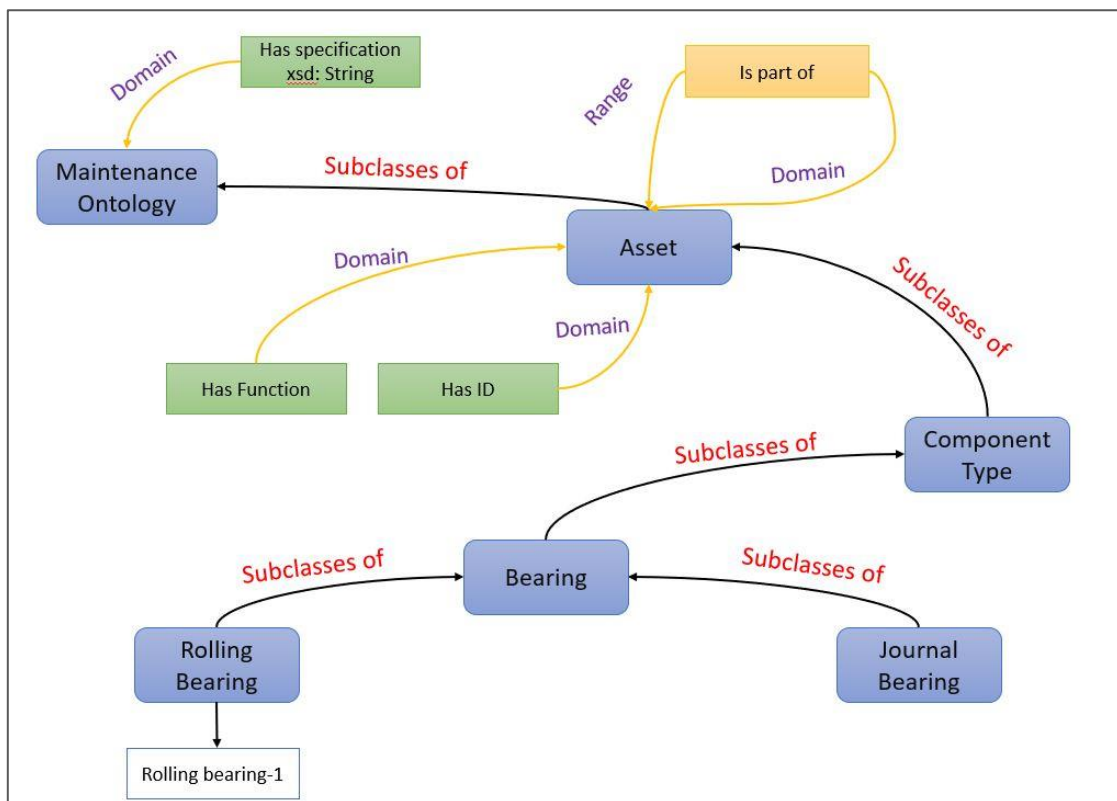 Has specification
xsd: String
Is part of
Domain
Range
Maintenance
Ontology
Subclasses of
Domain
Asset
Domain
Subclasses of
Domain
Has Function
Has ID
Component
Type
Subclasses of
Bearing
Subclasses of
Subclasses of
Rolling
Bearing
Journal
Bearing
Rolling bearing-1